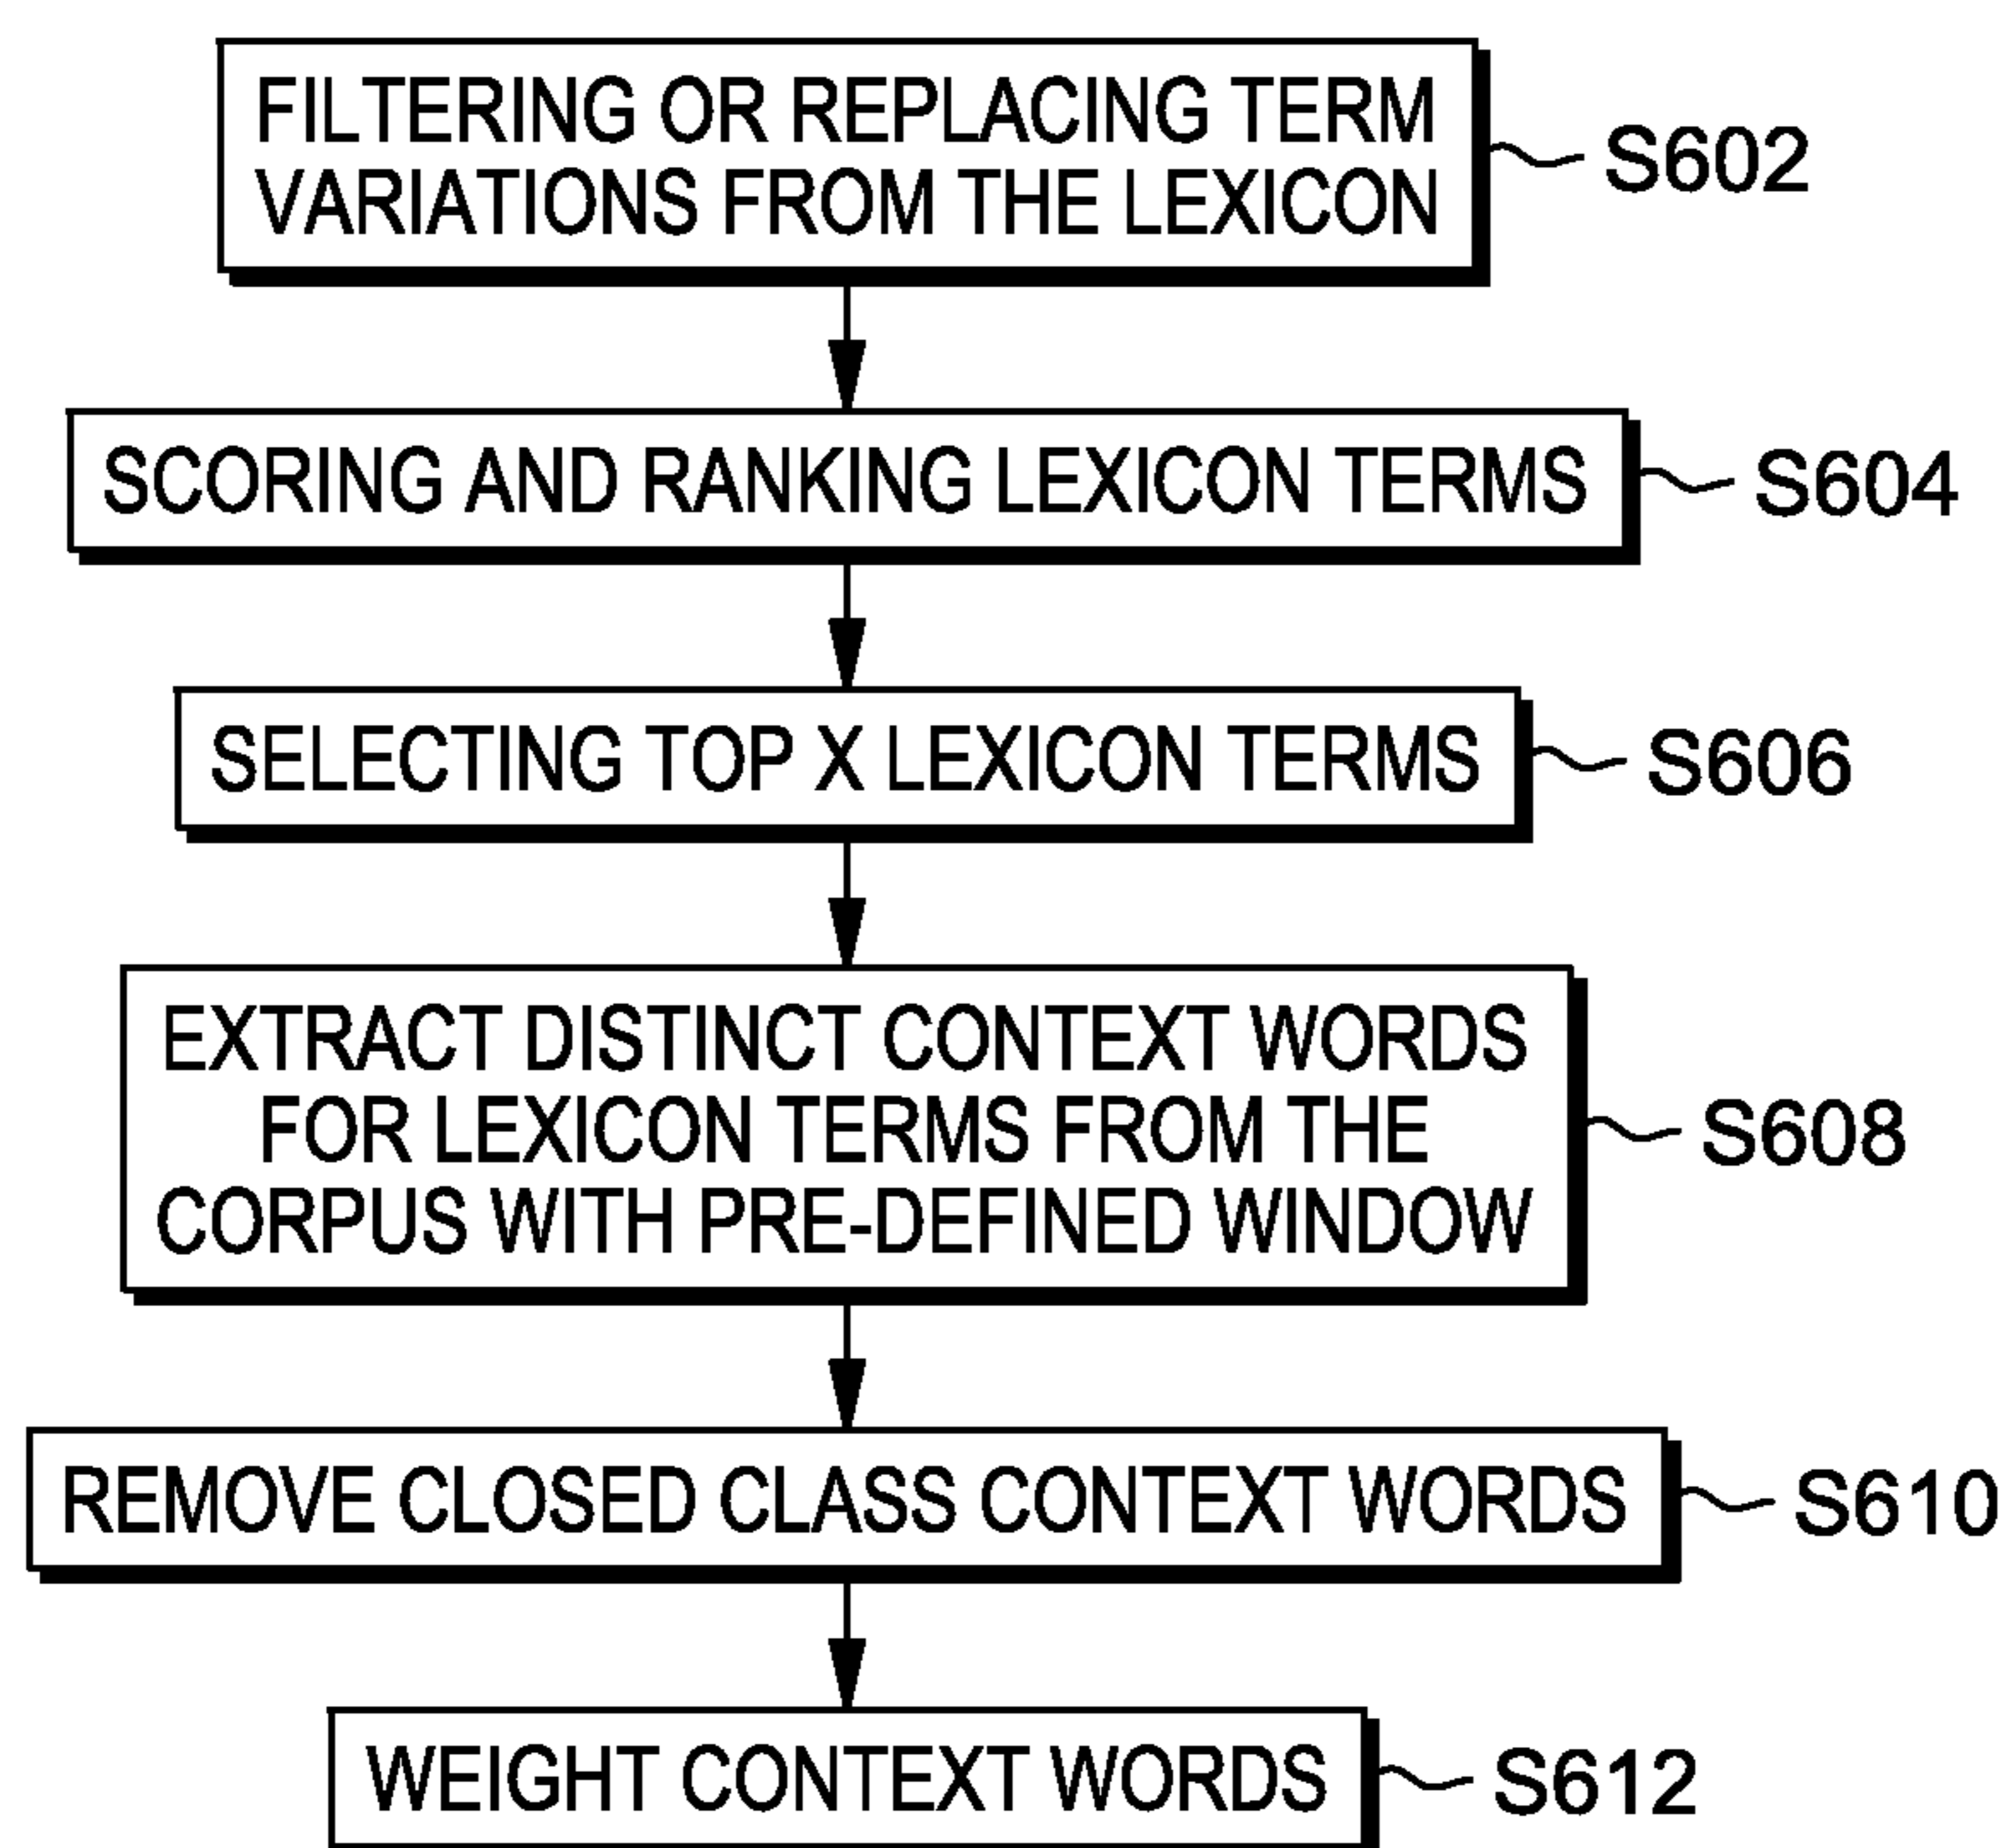 FILTERING OR REPLACING TERM
VARIATIONS FROM THE LEXICON
S602
SCORING AND RANKING LEXICON TERMS
S604
SELECTING TOP X LEXICON TERMS
S606
EXTRACT DISTINCT CONTEXT WORDS
FOR LEXICON TERMS FROM THE
CORPUS WITH PRE-DEFINED WINDOW
S608
REMOVE CLOSED CLASS CONTEXT WORDS
S610
WEIGHT CONTEXT WORDS
S612